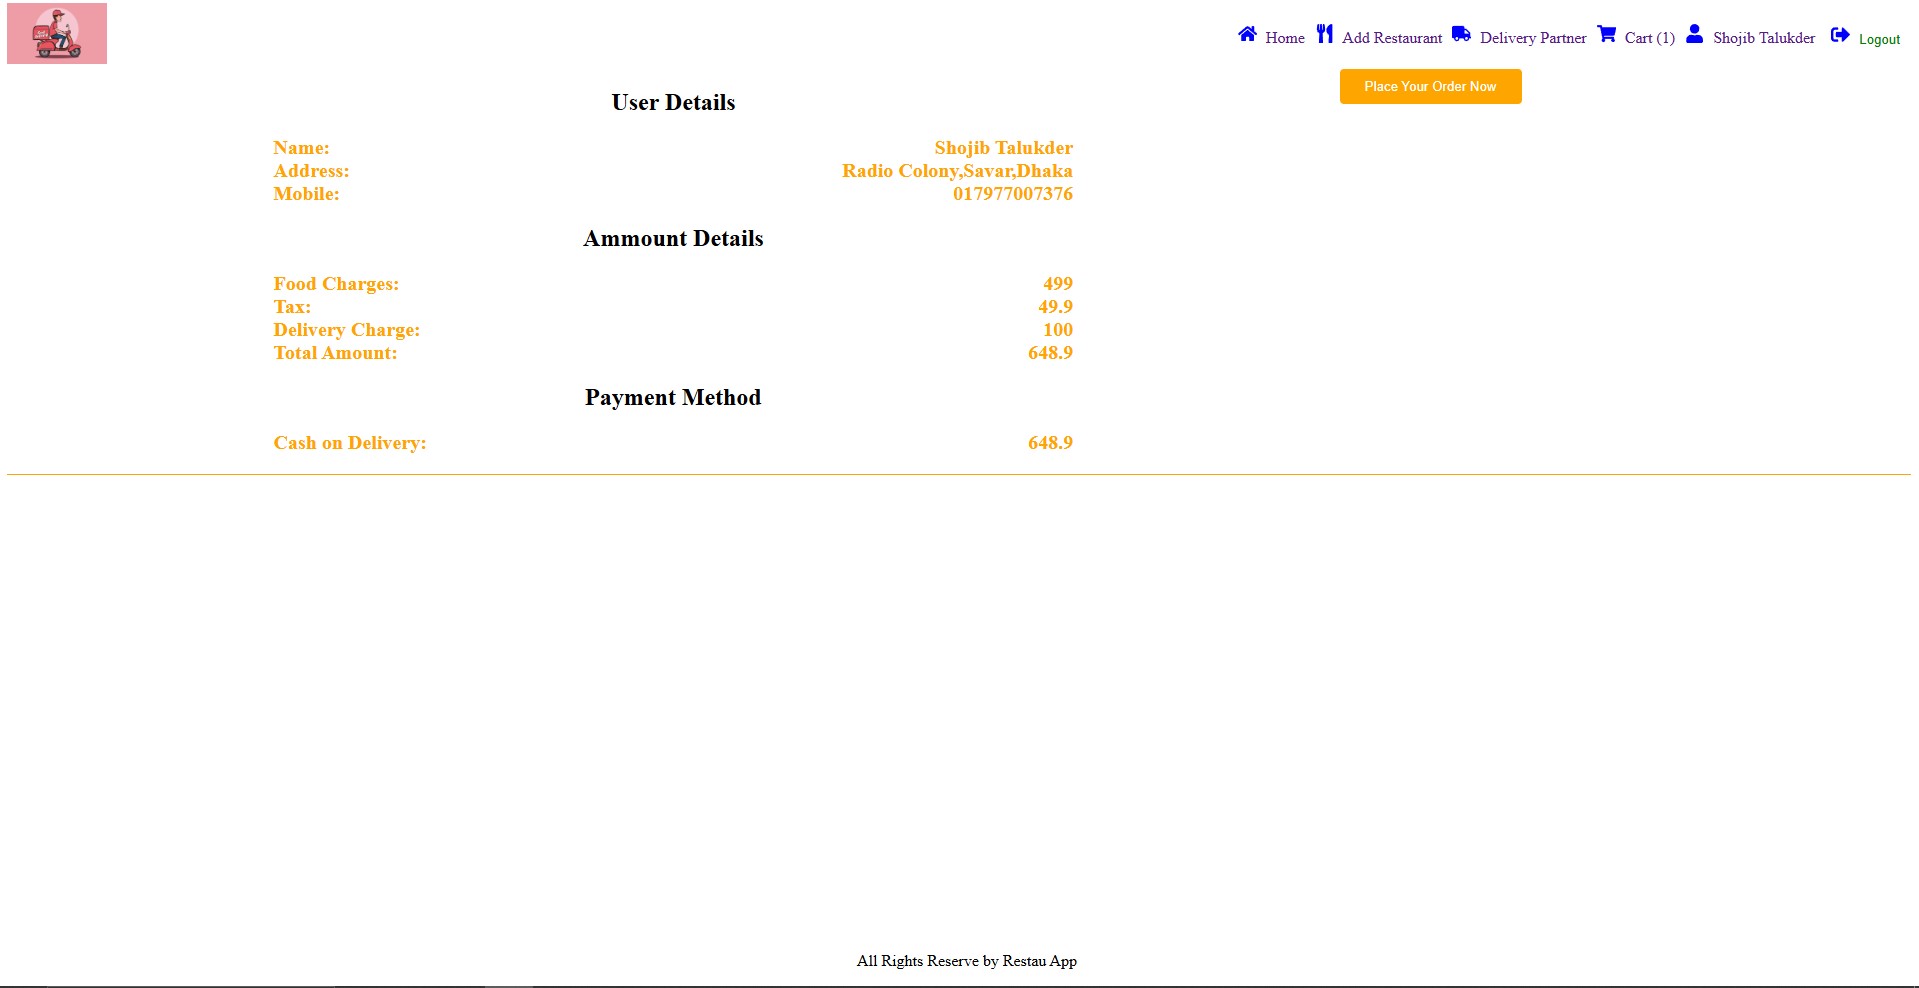 Home Add Restaurant Delivery Partner Cart (1) Shojib Talukder Logout
Place Your Order Now
User Details
Name: Shojib Talukder
Address: Radio Colony,Savar,Dhaka
Mobile: 017977007376
Ammount Details
Food Charges: 499
Tax: 49.9
Delivery Charge: 100
Total Amount: 648.9
Payment Method
Cash on Delivery: 648.9
All Rights Reserve by Restau App